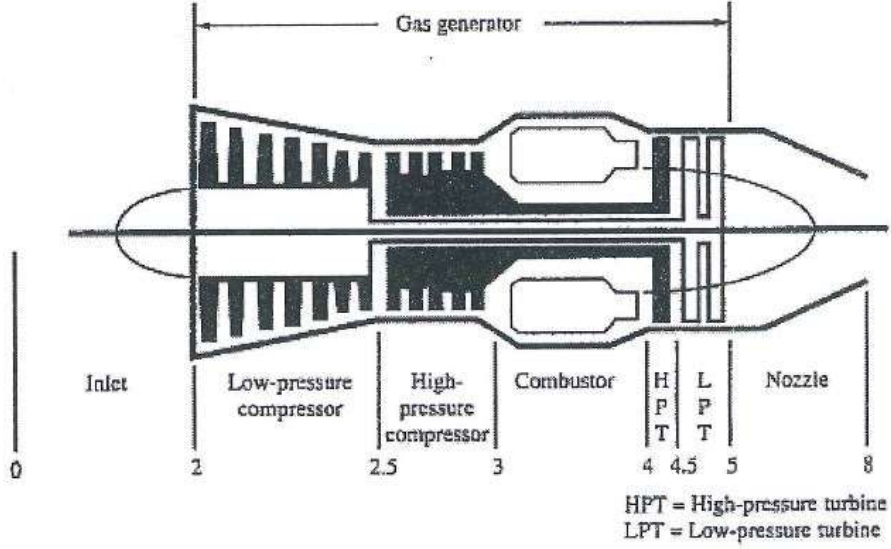 Gas generator
Inlet
Low-pressure
compressor
High-
pressure
compressor
Combustor
H
P
T
L
P
T
Nozzle
0
2
2.5
3
4
4.5
5
8
HPT = High-pressure turbine
LPT = Low-pressure turbine